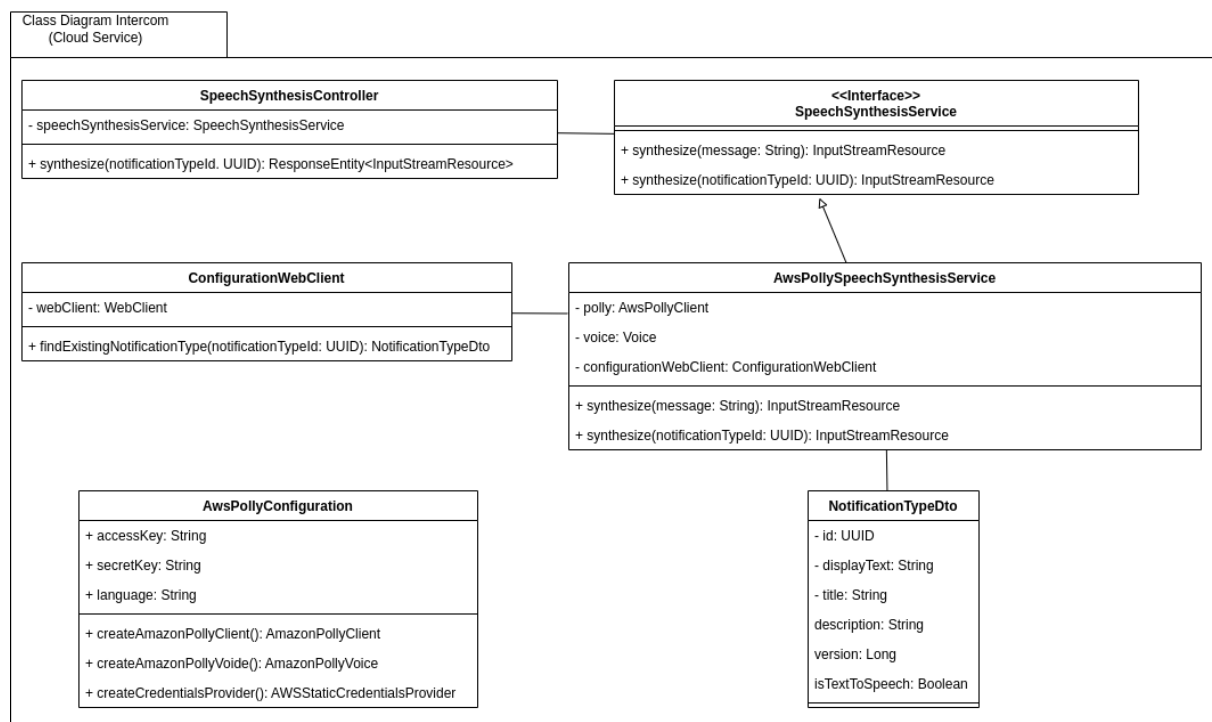 Class Diagram Intercom
(Cloud Service)
SpeechSynthesisController
- speechSynthesisService: SpeechSynthesisService
+ synthesize(notificationTypeId. UUID): ResponseEntity<InputStreamResource>
<<Interface>>
SpeechSynthesisService
+ synthesize(message: String): InputStreamResource
+ synthesize(notificationTypeId: UUID): InputStreamResource
ConfigurationWebClient
- webClient: WebClient
+ findExistingNotificationType(notificationTypeId: UUID): NotificationTypeDto
AwsPollySpeechSynthesisService
- polly: AwsPollyClient
- voice: Voice
- configurationWebClient: ConfigurationWebClient
+ synthesize(message: String): InputStreamResource
+ synthesize(notificationTypeId: UUID): InputStreamResource
AwsPollyConfiguration
+ accessKey: String
+ secretKey: String
+ language: String
+ createAmazonPollyClient(): AmazonPollyClient
+ createAmazonPollyVoide(): AmazonPollyVoice
+ createCredentialsProvider(): AWSStaticCredentialsProvider
NotificationTypeDto
- id: UUID
- displayText: String
- title: String
description: String
version: Long
isTextToSpeech: Boolean